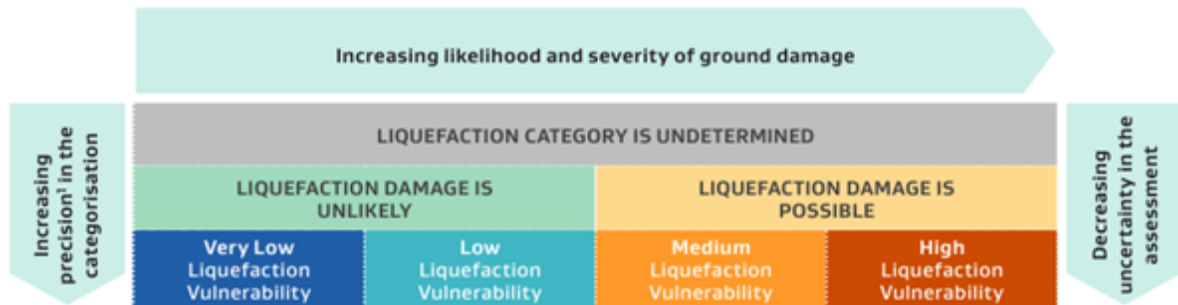 Increasing likelihood and severity of ground damage
Increasing
precision¹ in the
categorisation
LIQUEFACTION CATEGORY IS UNDETERMINED
LIQUEFACTION DAMAGE IS
UNLIKELY
LIQUEFACTION DAMAGE IS
POSSIBLE
Very Low
Liquefaction
Vulnerability
Low
Liquefaction
Vulnerability
Medium
Liquefaction
Vulnerability
High
Liquefaction
Vulnerability
Decreasing
uncertainty in the
assessment